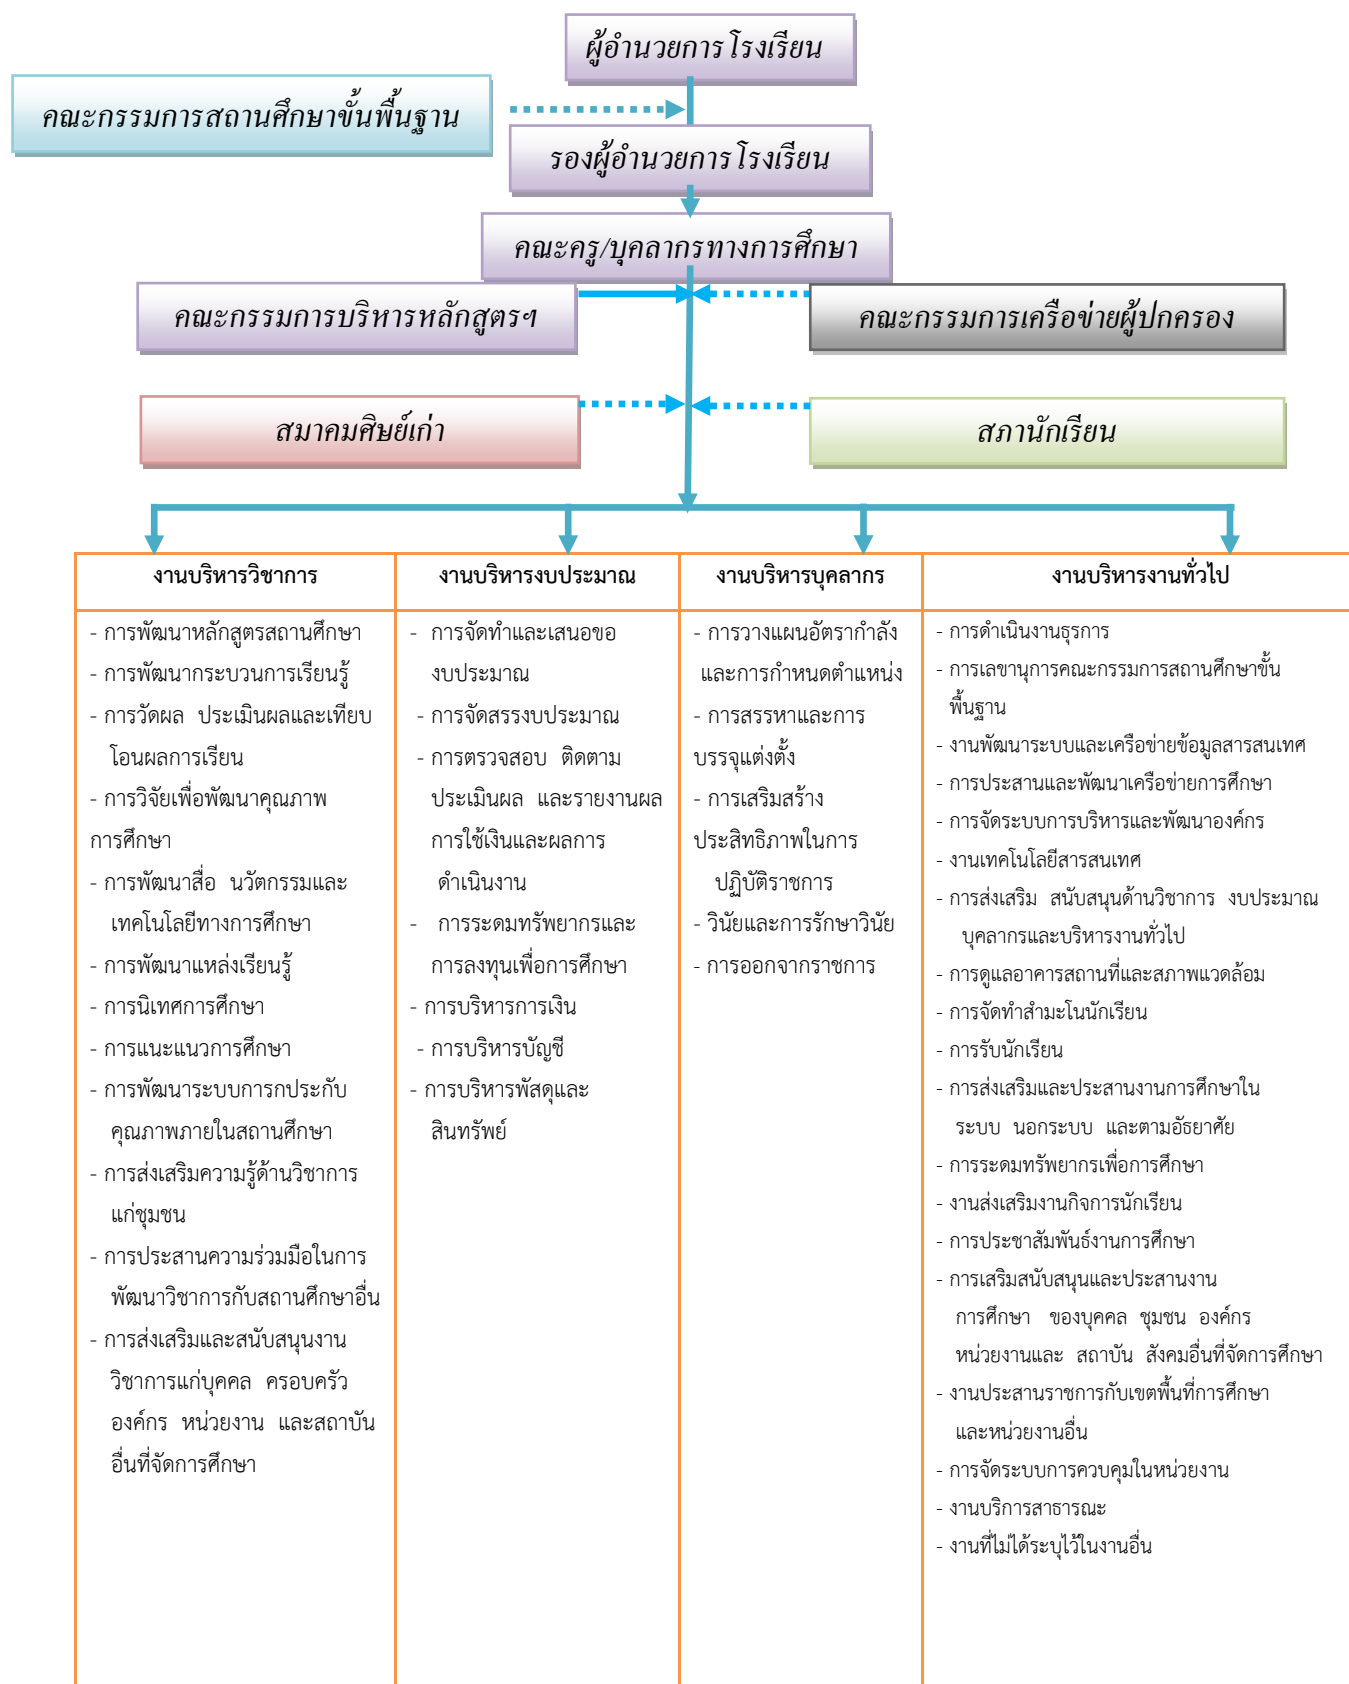 ผู้อำนวยการโรงเรียน
คณะกรรมการสถานศึกษาขั้นพื้นฐาน
รองผู้อำนวยการโรงเรียน
คณะครู/บุคลากรทางการศึกษา
คณะกรรมการบริหารหลักสูตรฯ
คณะกรรมการเครือข่ายผู้ปกครอง
สมาคมศิษย์เก่า
สภานักเรียน
งานบริหารวิชาการ
- การพัฒนาหลักสูตรสถานศึกษา
- การพัฒนากระบวนการเรียนรู้
- การวัดผล ประเมินผลและเทียบ
โอนผลการเรียน
- การวิจัยเพื่อพัฒนาคุณภาพ
การศึกษา
- การพัฒนาสื่อ นวัตกรรมและ
เทคโนโลยีทางการศึกษา
- การพัฒนาแหล่งเรียนรู้
- การนิเทศการศึกษา
- การแนะแนวการศึกษา
- การพัฒนาระบบการกประกับ
คุณภาพภายในสถานศึกษา
- การส่งเสริมความรู้ด้านวิชาการ
แก่ชุมชน
- การประสานความร่วมมือในการ
พัฒนาวิชาการกับสถานศึกษาอื่น
- การส่งเสริมและสนับสนุนงาน
วิชาการแก่บุคคล ครอบครัว
องค์กร หน่วยงาน และสถาบัน
อื่นที่จัดการศึกษา
งานบริหารงบประมาณ
- การจัดทำและเสนอขอ
งบประมาณ
- การจัดสรรงบประมาณ
- การตรวจสอบ ติดตาม
ประเมินผล และรายงานผล
การใช้เงินและผลการ
ดำเนินงาน
- การระดมทรัพยากรและ
การลงทุนเพื่อการศึกษา
- การบริหารการเงิน
- การบริหารบัญชี
- การบริหารพัสดุและ
สินทรัพย์
งานบริหารบุคลากร
- การวางแผนอัตรากำลัง
และการกำหนดตำแหน่ง
- การสรรหาและการ
บรรจุแต่งตั้ง
- การเสริมสร้าง
ประสิทธิภาพในการ
ปฏิบัติราชการ
- วินัยและการรักษาวินัย
- การออกจากราชการ
งานบริหารงานทั่วไป
- การดำเนินงานธุรการ
- การเลขานุการคณะกรรมการสถานศึกษาขั้น
พื้นฐาน
- งานพัฒนาระบบและเครือข่ายข้อมูลสารสนเทศ
- การประสานและพัฒนาเครือข่ายการศึกษา
- การจัดระบบการบริหารและพัฒนาองค์กร
- งานเทคโนโลยีสารสนเทศ
- การส่งเสริม สนับสนุนด้านวิชาการ งบประมาณ
บุคลากรและบริหารงานทั่วไป
- การดูแลอาคารสถานที่และสภาพแวดล้อม
- การจัดทำสำมะโนนักเรียน
- การรับนักเรียน
- การส่งเสริมและประสานงานการศึกษาใน
ระบบ นอกระบบ และตามอัธยาศัย
- การระดมทรัพยากรเพื่อการศึกษา
- งานส่งเสริมงานกิจการนักเรียน
- การประชาสัมพันธ์งานการศึกษา
- การเสริมสนับสนุนและประสานงาน
การศึกษา ของบุคคล ชุมชน องค์กร
หน่วยงานและ สถาบัน สังคมอื่นที่จัดการศึกษา
- งานประสานราชการกับเขตพื้นที่การศึกษา
และหน่วยงานอื่น
- การจัดระบบการควบคุมในหน่วยงาน
- งานบริการสาธารณะ
- งานที่ไม่ได้ระบุไว้ในงานอื่น